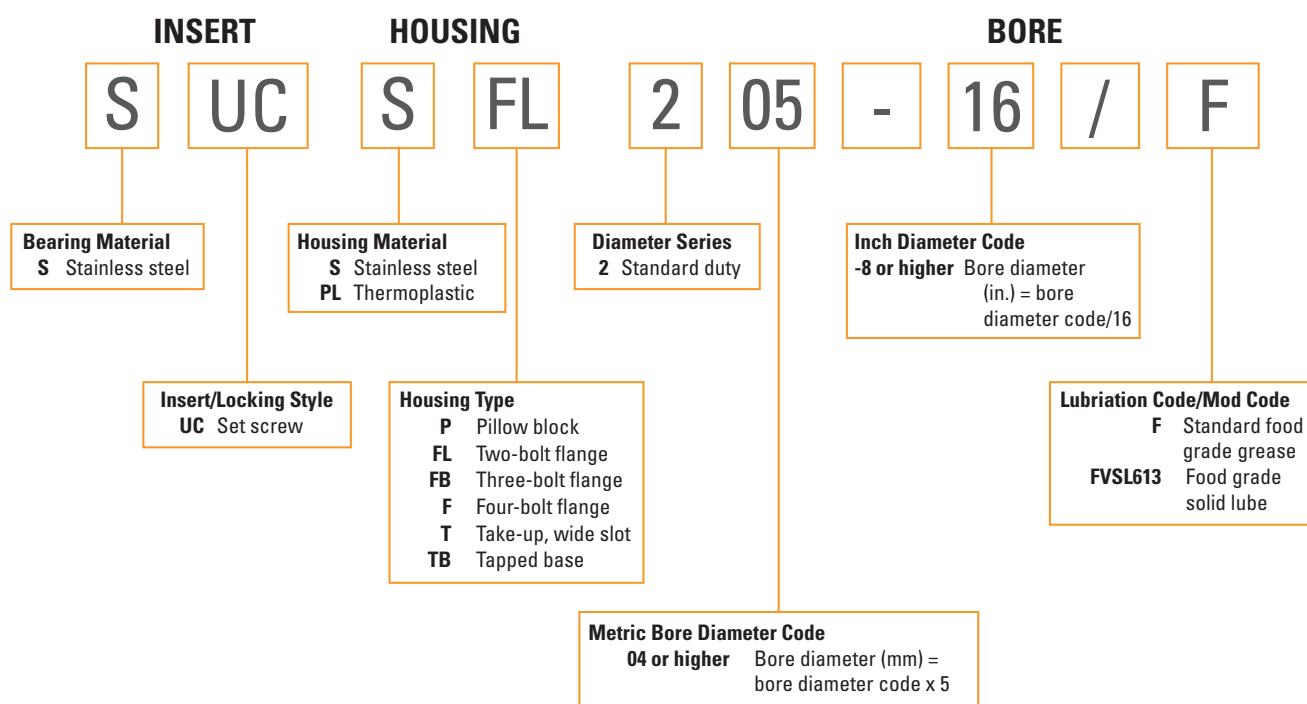 INSERT HOUSING BORE
S UC S FL 2 05 - 16 / F
Bearing Material
S Stainless steel
Housing Material
S Stainless steel
PL Thermoplastic
Diameter Series
2 Standard duty
Inch Diameter Code
-8 or higher Bore diameter
(in.) = bore
diameter code/16
Insert/Locking Style
UC Set screw
Housing Type
P Pillow block
FL Two-bolt flange
FB Three-bolt flange
F Four-bolt flange
T Take-up, wide slot
TB Tapped base
Lubriation Code/Mod Code
F Standard food
grade grease
FVSL613 Food grade
solid lube
Metric Bore Diameter Code
04 or higher Bore diameter (mm) =
bore diameter code x 5